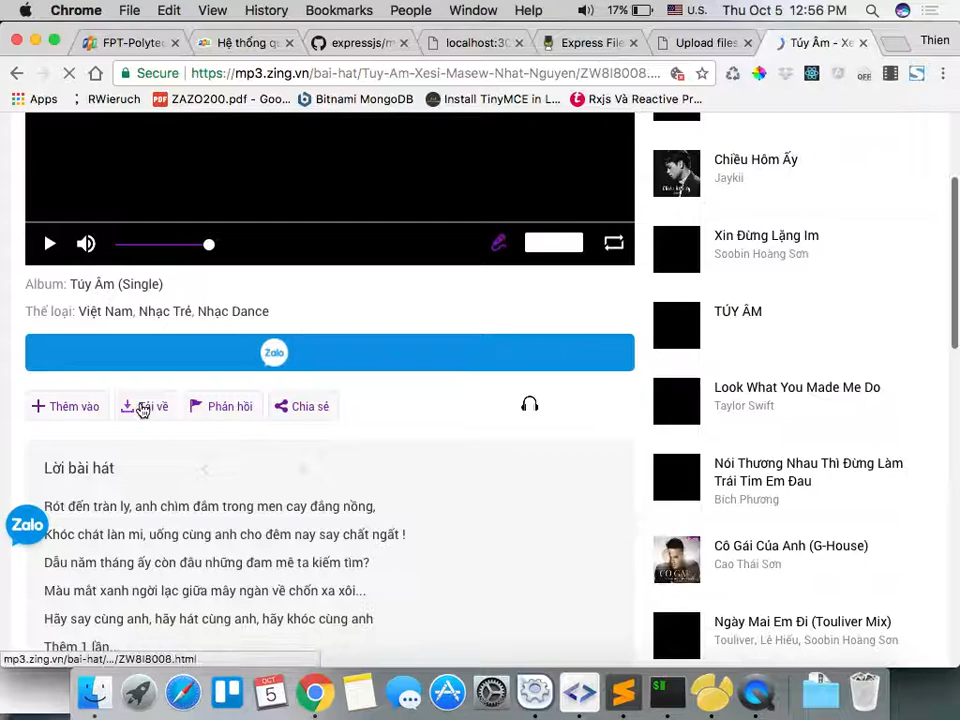 Chrome File Edit View History Bookmarks People Window Help 17% U.S. Thu Oct 5 12:56 PM
FPT-Polytec Hệ thống q expressjs/m localhost:30 Express File Upload files Túy Âm - Xe Thien
Secure https://mp3.zing.vn/bai-hat/Tuy-Am-Xesi-Masew-Nhat-Nguyen/ZW8I8008....
Apps RWieruch ZAZO200.pdf - Goo... Bitnami MongoDB Install TinyMCE in L... Rxjs Và Reactive Pr...
Chiều Hôm Ấy
Jaykii
Xin Đừng Lặng Im
Soobin Hoàng Sơn
TÚY ÂM
Look What You Made Me Do
Taylor Swift
Nói Thương Nhau Thì Đừng Làm
Trái Tim Em Đau
Bích Phương
Cô Gái Của Anh (G-House)
Cao Thái Sơn
Ngày Mai Em Đi (Touliver Mix)
Touliver, Lê Hiếu, Soobin Hoàng Sơn
Album: Túy Âm (Single)
Thể loại: Việt Nam, Nhạc Trẻ, Nhạc Dance
Zalo
Thêm vào Tải về Phản hồi Chia sẻ
Lời bài hát
Rót đến tràn ly, anh chìm đắm trong men cay đắng nồng,
Khóc chát làn mi, uống cùng anh cho đêm nay say chất ngất !
Dẫu năm tháng ấy còn đâu những đam mê ta kiếm tìm?
Màu mắt xanh ngời lạc giữa mây ngàn về chốn xa xôi...
Hãy say cùng anh, hãy hát cùng anh, hãy khóc cùng anh
Thêm 1 lần...
Zalo
mp3.zing.vn/bai-hat/.../ZW8I8008.html
OCT
5